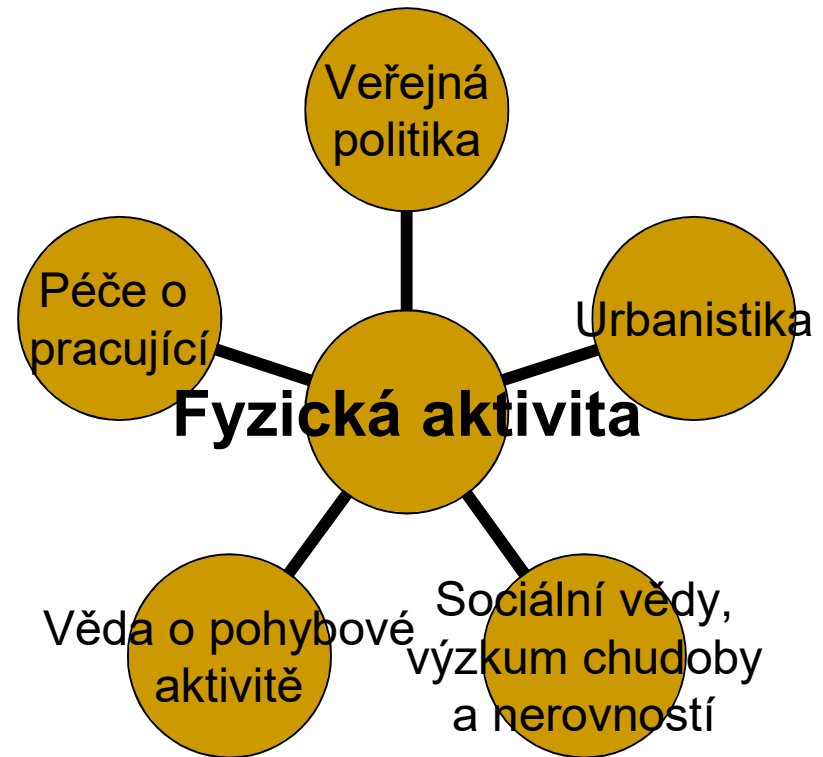 Veřejná
politika
Péče o
pracující
Urbanistika
Fyzická aktivita
Věda o pohybové
aktivitě
Sociální vědy,
výzkum chudoby
a nerovností